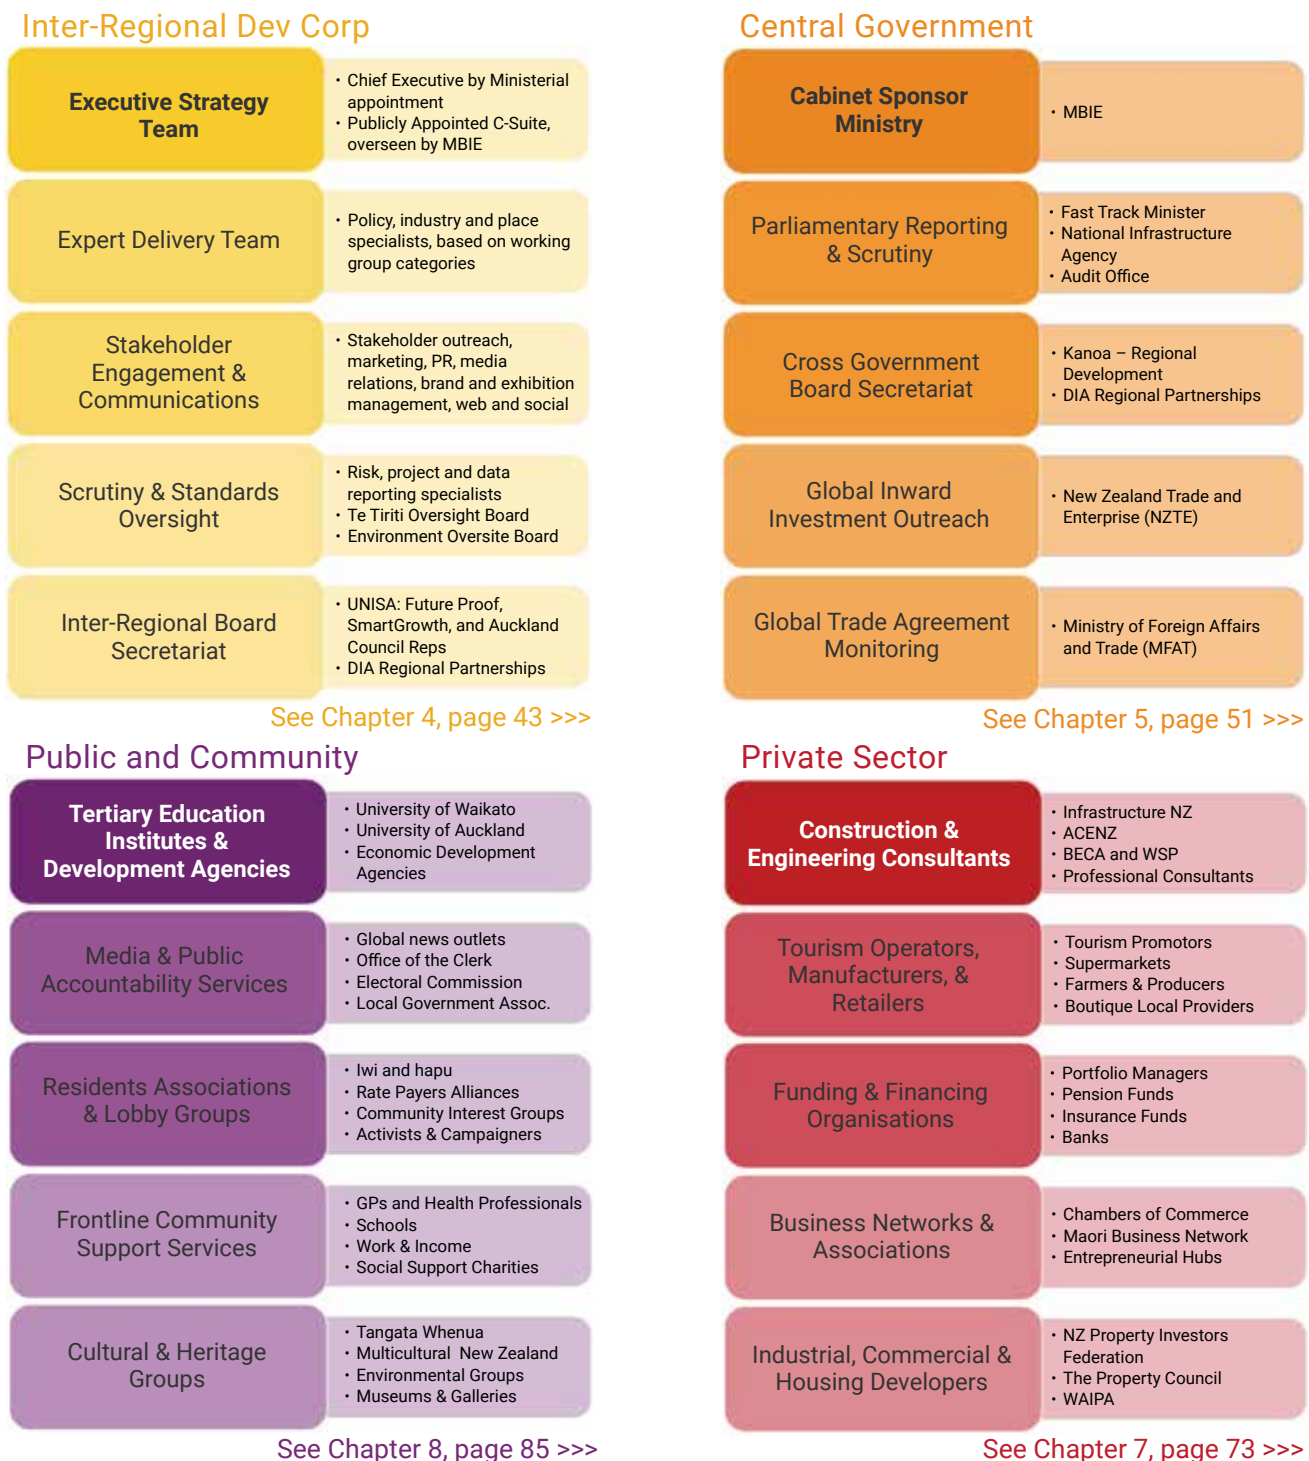 Inter-Regional Dev Corp
Executive Strategy
Team
• Chief Executive by Ministerial
appointment
• Publicly Appointed C-Suite,
overseen by MBIE
Expert Delivery Team
• Policy, industry and place
specialists, based on working
group categories
Stakeholder
Engagement &
Communications
• Stakeholder outreach,
marketing, PR, media
relations, brand and exhibition
management, web and social
Scrutiny & Standards
Oversight
• Risk, project and data
reporting specialists
• Te Tiriti Oversight Board
• Environment Oversite Board
Inter-Regional Board
Secretariat
• UNISA: Future Proof,
SmartGrowth, and Auckland
Council Reps
• DIA Regional Partnerships
See Chapter 4, page 43 >>>
Central Government
Cabinet Sponsor
Ministry
• MBIE
Parliamentary Reporting
& Scrutiny
• Fast Track Minister
• National Infrastructure
Agency
• Audit Office
Cross Government
Board Secretariat
• Kanoa – Regional
Development
• DIA Regional Partnerships
Global Inward
Investment Outreach
• New Zealand Trade and
Enterprise (NZTE)
Global Trade Agreement
Monitoring
• Ministry of Foreign Affairs
and Trade (MFAT)
See Chapter 5, page 51 >>>
Public and Community
Tertiary Education
Institutes &
Development Agencies
• University of Waikato
• University of Auckland
• Economic Development
Agencies
Media & Public
Accountability Services
• Global news outlets
• Office of the Clerk
• Electoral Commission
• Local Government Assoc.
Residents Associations
& Lobby Groups
• Iwi and hapu
• Rate Payers Alliances
• Community Interest Groups
• Activists & Campaigners
Frontline Community
Support Services
• GPs and Health Professionals
• Schools
• Work & Income
• Social Support Charities
Cultural & Heritage
Groups
• Tangata Whenua
• Multicultural New Zealand
• Environmental Groups
• Museums & Galleries
See Chapter 8, page 85 >>>
Private Sector
Construction &
Engineering Consultants
• Infrastructure NZ
• ACENZ
• BECA and WSP
• Professional Consultants
Tourism Operators,
Manufacturers, &
Retailers
• Tourism Promotors
• Supermarkets
• Farmers & Producers
• Boutique Local Providers
Funding & Financing
Organisations
• Portfolio Managers
• Pension Funds
• Insurance Funds
• Banks
Business Networks &
Associations
• Chambers of Commerce
• Maori Business Network
• Entrepreneurial Hubs
Industrial, Commercial &
Housing Developers
• NZ Property Investors
Federation
• The Property Council
• WAIPA
See Chapter 7, page 73 >>>